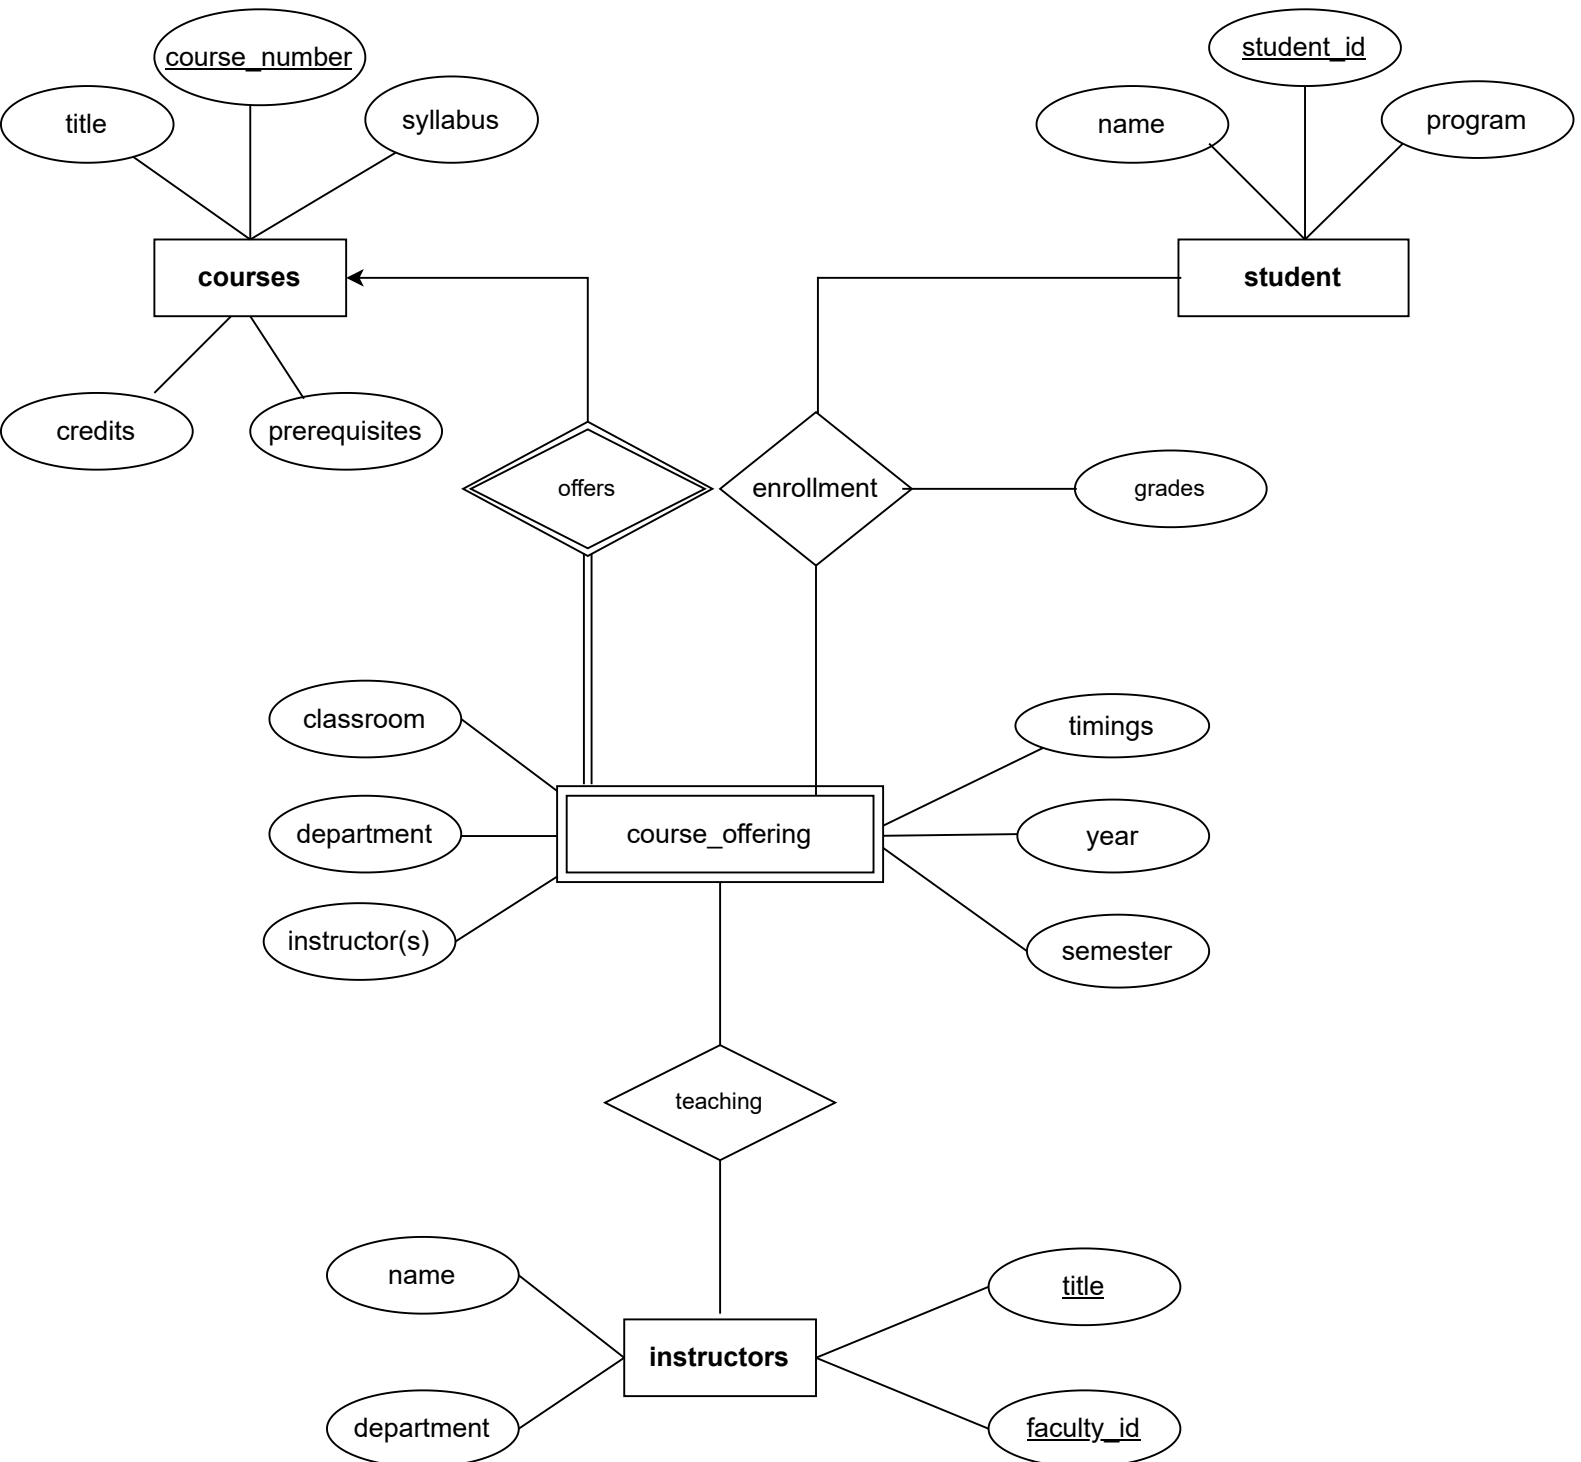 course_number
student_id
title
syllabus
name
program
courses
student
credits
prerequisites
offers
enrollment
grades
classroom
timings
department
course_offering
year
instructor(s)
semester
teaching
name
title
instructors
department
faculty_id